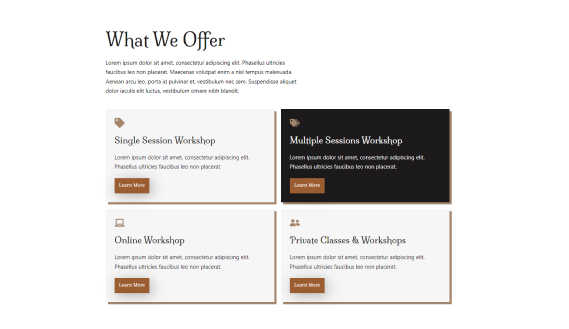 What We Offer
Lorem ipsum dolor sit amet, consectetur adipiscing elit. Phasellus ultricies
faucibus leo non placerat. Maecenas volutpat enim a nisl tempus malesuada.
Aenean arcu leo, porta at pulvinar et, vestibulum nec sem. Suspendisse aliquet
dolor iaculis elit luctus, vestibulum ornare nibh blandit.
Single Session Workshop
Lorem ipsum dolor sit amet, consectetur adipiscing elit.
Phasellus ultricies faucibus leo non placerat.
Learn More
Multiple Sessions Workshop
Lorem ipsum dolor sit amet, consectetur adipiscing elit.
Phasellus ultricies faucibus leo non placerat.
Learn More
Online Workshop
Lorem ipsum dolor sit amet, consectetur adipiscing elit.
Phasellus ultricies faucibus leo non placerat.
Learn More
Private Classes & Workshops
Lorem ipsum dolor sit amet, consectetur adipiscing elit.
Phasellus ultricies faucibus leo non placerat.
Learn More